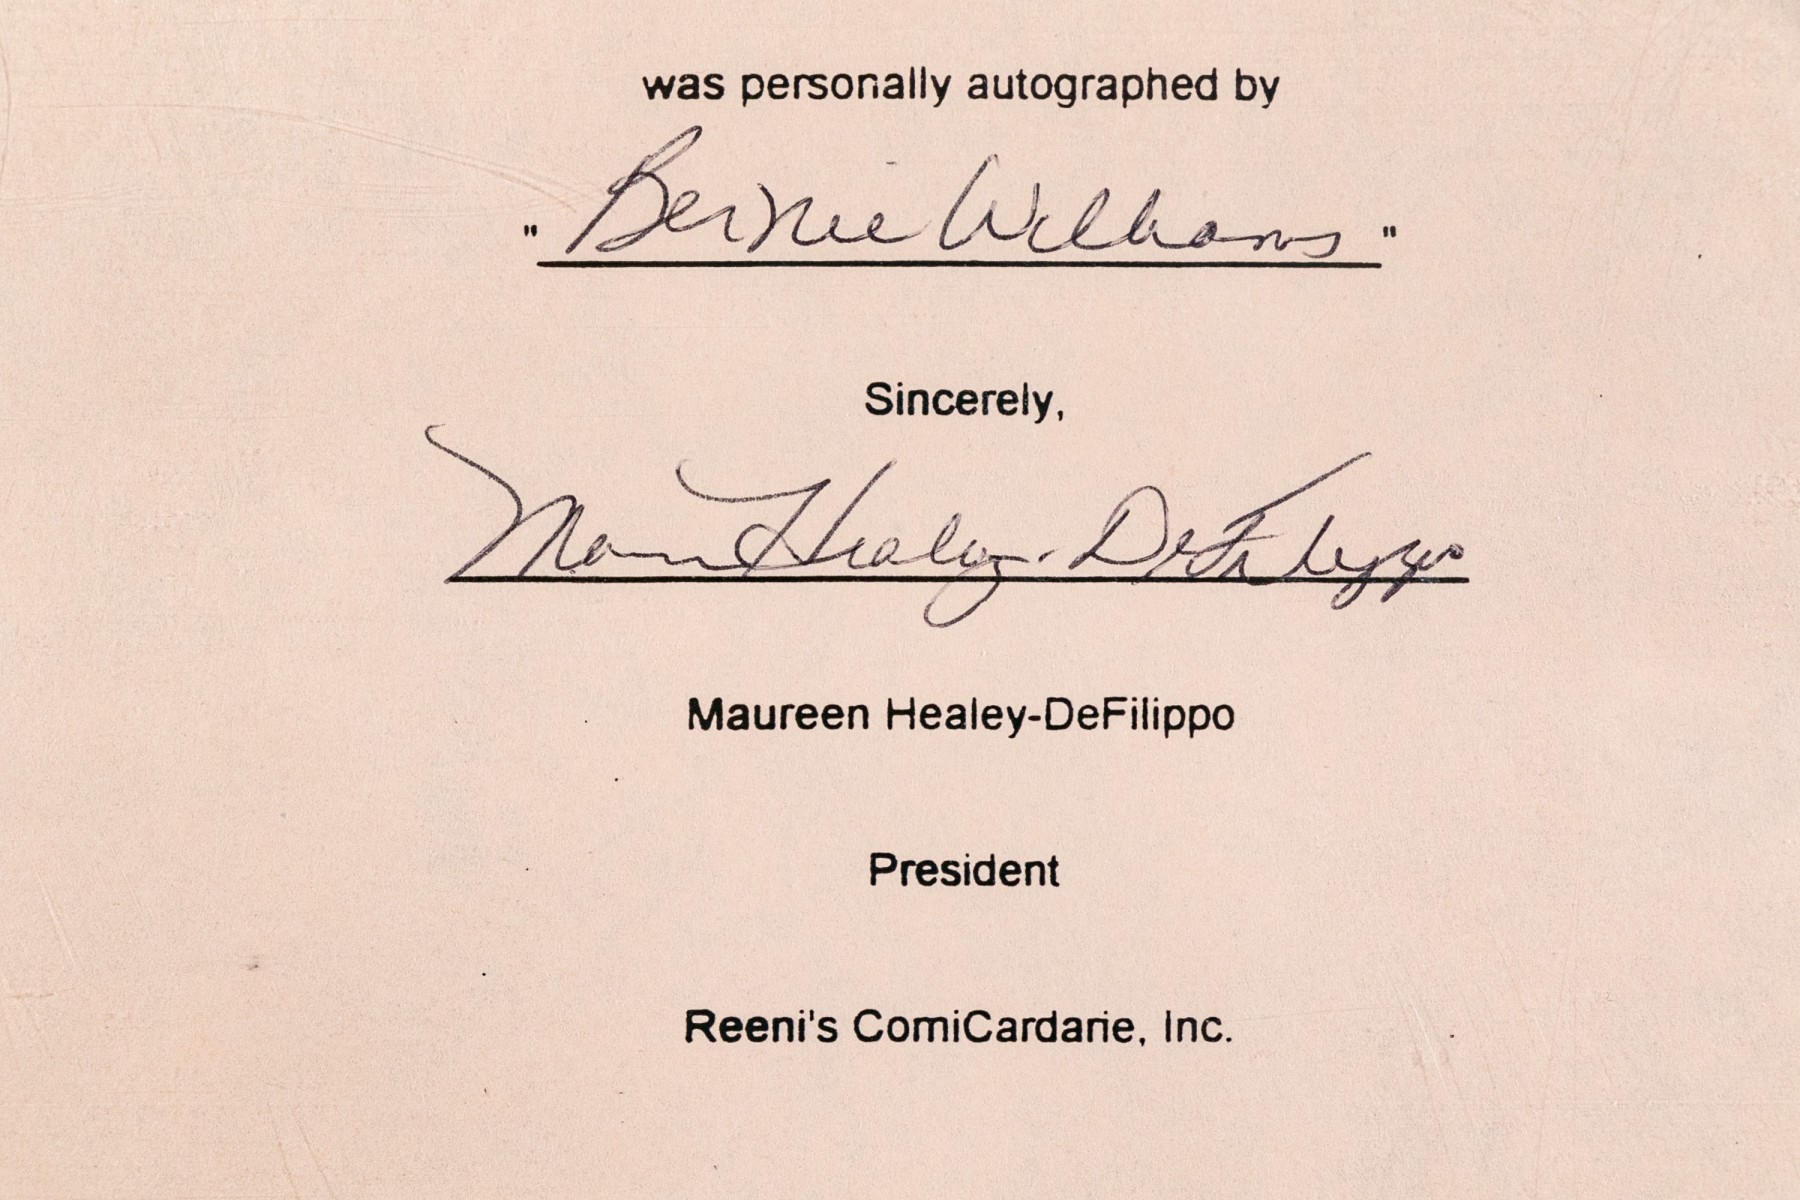 was personally autographed by
" Bernie Williams "
Sincerely,
Maureen Healey-DeFilippo
Maureen Healey-DeFilippo
President
Reeni's ComiCardarie, Inc.